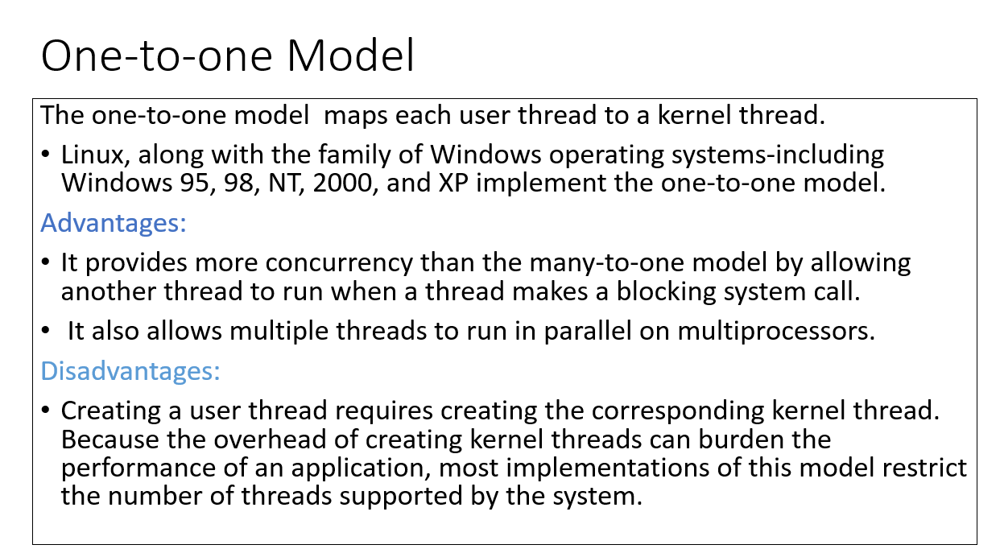 One-to-one Model
The one-to-one model  maps each user thread to a kernel thread.
• Linux, along with the family of Windows operating systems-including
Windows 95, 98, NT, 2000, and XP implement the one-to-one model.
Advantages:
• It provides more concurrency than the many-to-one model by allowing
another thread to run when a thread makes a blocking system call.
•  It also allows multiple threads to run in parallel on multiprocessors.
Disadvantages:
• Creating a user thread requires creating the corresponding kernel thread.
Because the overhead of creating kernel threads can burden the
performance of an application, most implementations of this model restrict
the number of threads supported by the system.